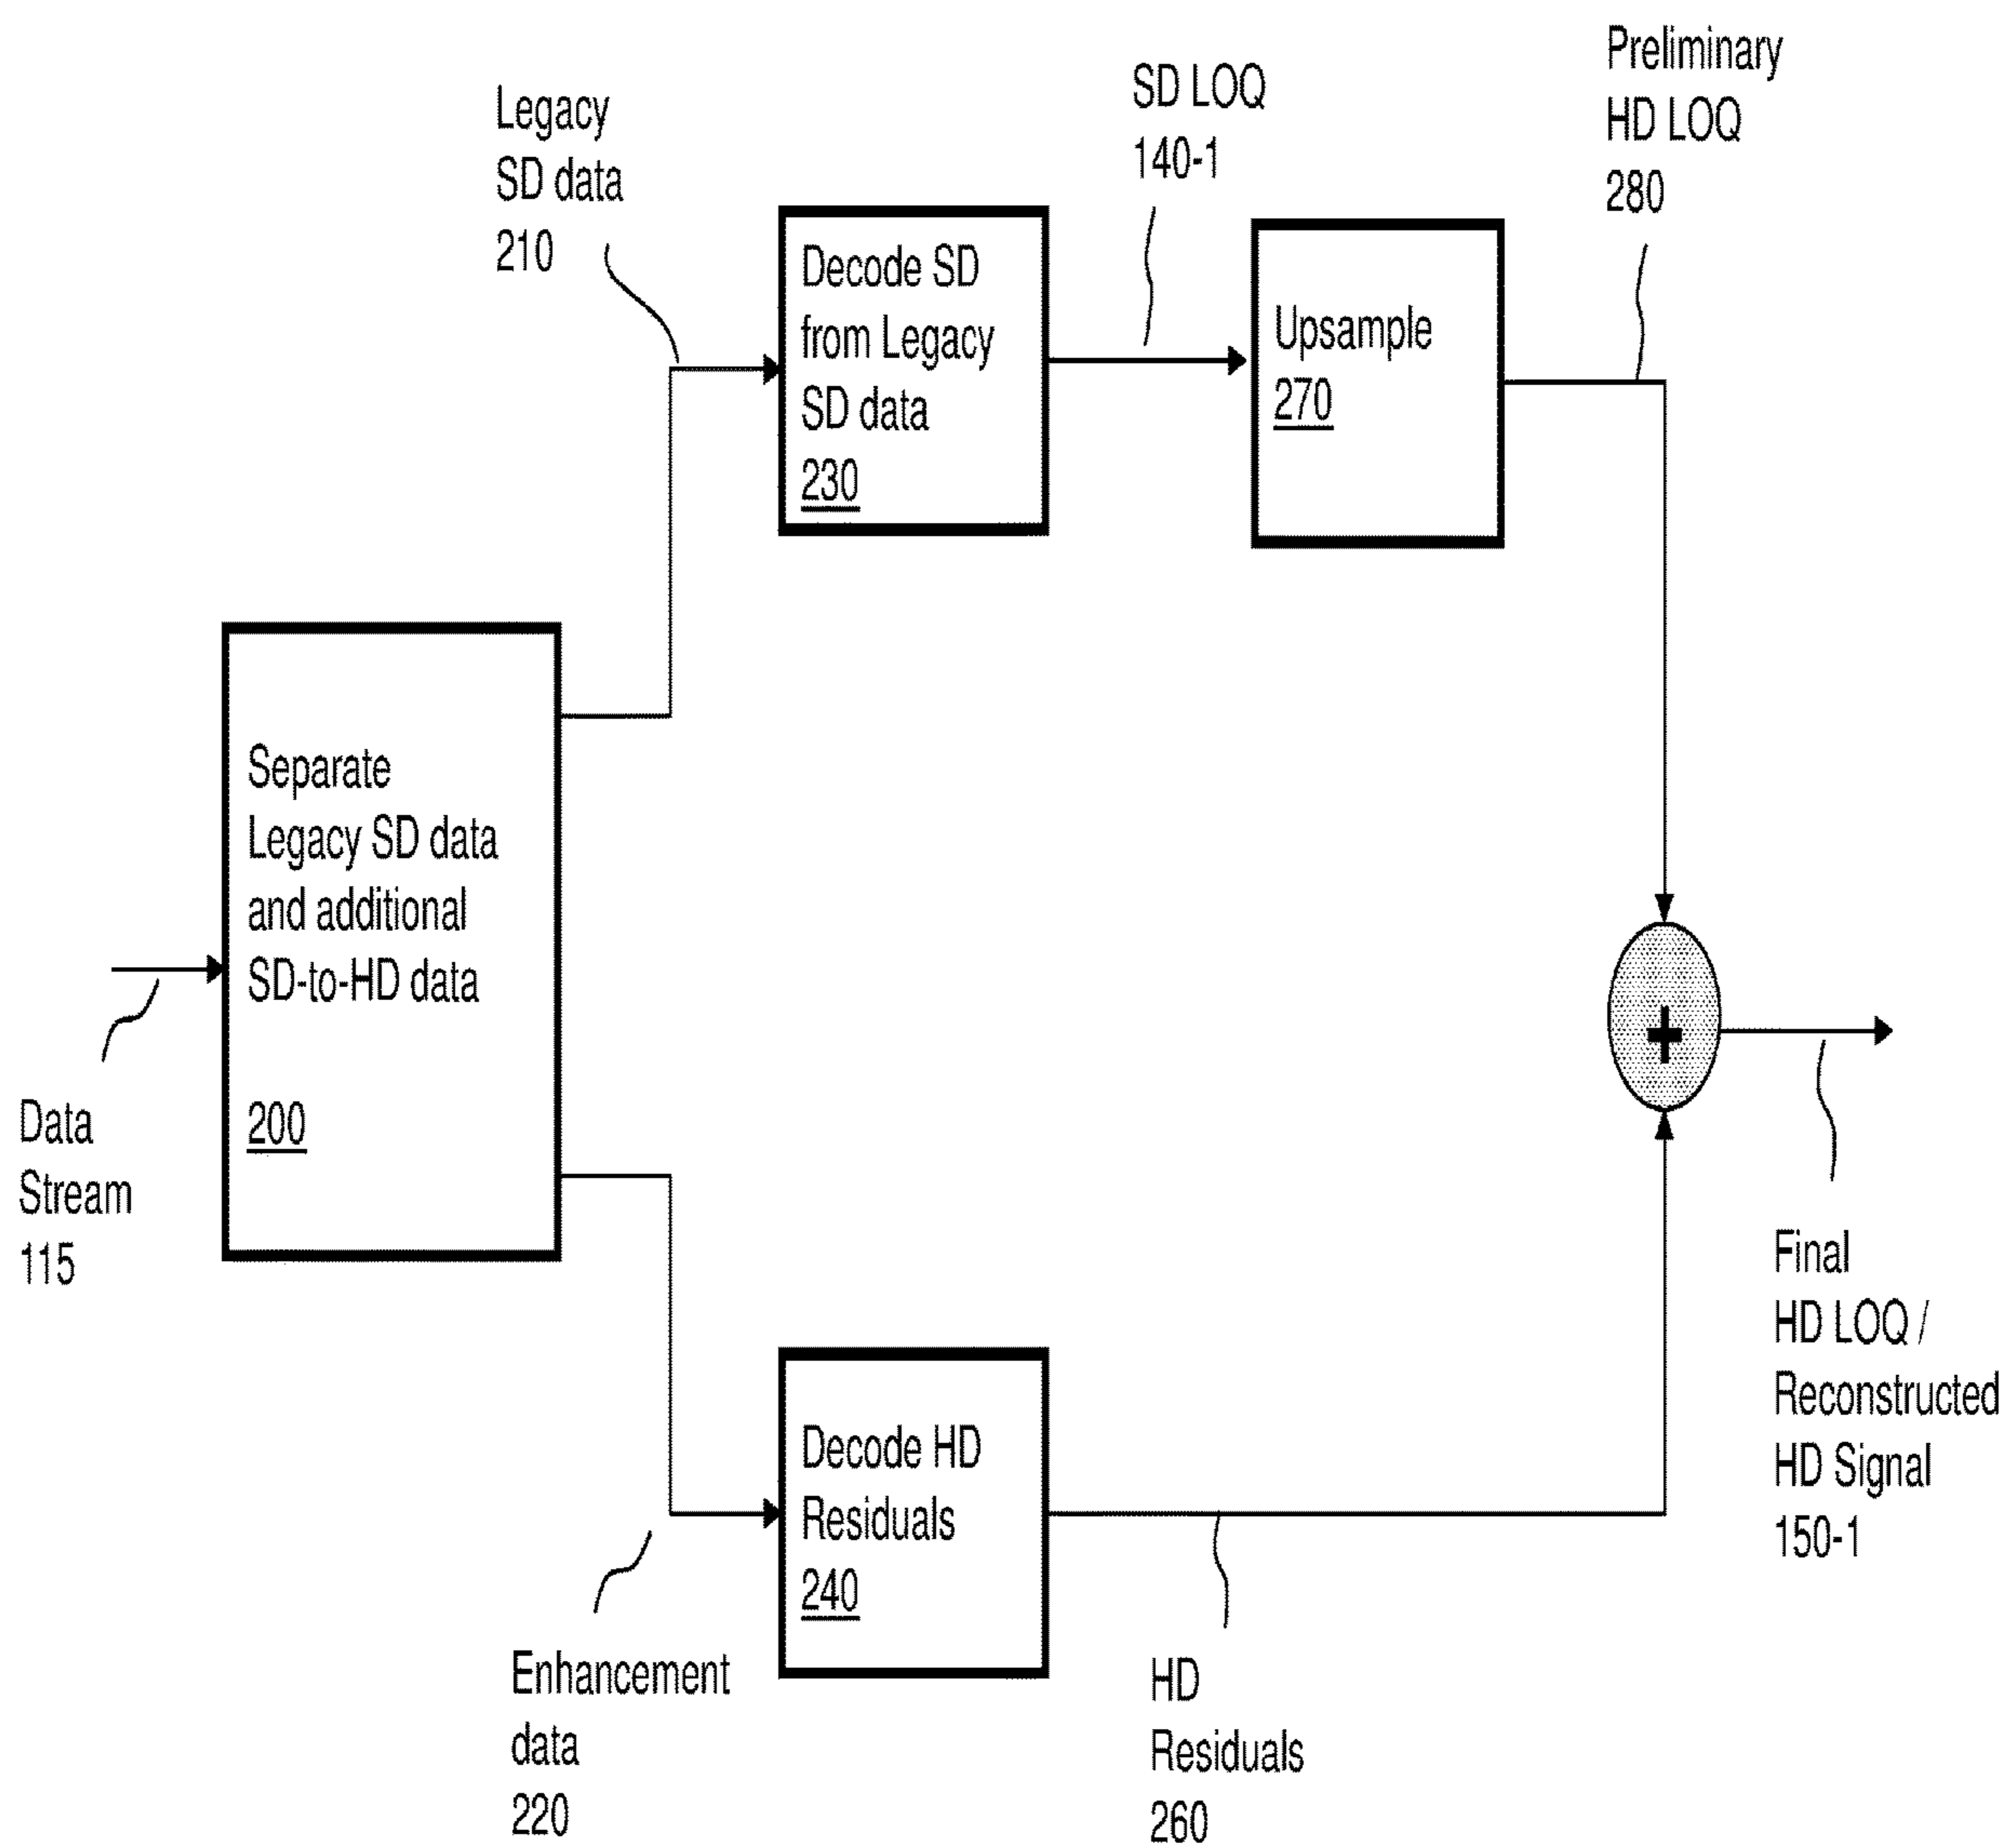 Legacy
SD data
210
SD LOQ
140-1
Preliminary
HD LOQ
280
Decode SD
from Legacy
SD data
230
Upsample
270
Separate
Legacy SD data
and additional
SD-to-HD data
200
Data
Stream
115
+
Final
HD LOQ /
Reconstructed
HD Signal
150-1
Decode HD
Residuals
240
Enhancement
data
220
HD
Residuals
260